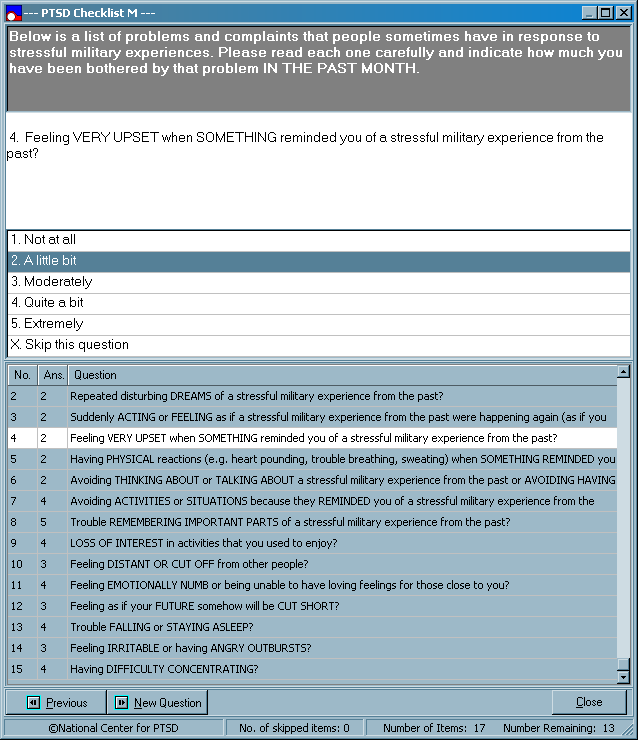 --- PTSD Checklist M ---
Below is a list of problems and complaints that people sometimes have in response to
stressful military experiences. Please read each one carefully and indicate how much you
have been bothered by that problem IN THE PAST MONTH.
4. Feeling VERY UPSET when SOMETHING reminded you of a stressful military experience from the
past?
1. Not at all
2. A little bit
3. Moderately
4. Quite a bit
5. Extremely
X. Skip this question
No. Ans. Question
2 2 Repeated disturbing DREAMS of a stressful military experience from the past?
3 2 Suddenly ACTING or FEELING as if a stressful military experience from the past were happening again (as if you
4 2 Feeling VERY UPSET when SOMETHING reminded you of a stressful military experience from the past?
5 2 Having PHYSICAL reactions (e.g. heart pounding, trouble breathing, sweating) when SOMETHING REMINDED you
6 2 Avoiding THINKING ABOUT or TALKING ABOUT a stressful military experience from the past or AVOIDING HAVING
7 4 Avoiding ACTIVITIES or SITUATIONS because they REMINDED you of a stressful military experience from the
8 5 Trouble REMEMBERING IMPORTANT PARTS of a stressful military experience from the past?
9 4 LOSS OF INTEREST in activities that you used to enjoy?
10 3 Feeling DISTANT OR CUT OFF from other people?
11 4 Feeling EMOTIONALLY NUMB or being unable to have loving feelings for those close to you?
12 3 Feeling as if your FUTURE somehow will be CUT SHORT?
13 4 Trouble FALLING or STAYING ASLEEP?
14 3 Feeling IRRITABLE or having ANGRY OUTBURSTS?
15 4 Having DIFFICULTY CONCENTRATING?
Previous New Question Close
©National Center for PTSD No. of skipped items: 0 Number of Items: 17 Number Remaining: 13